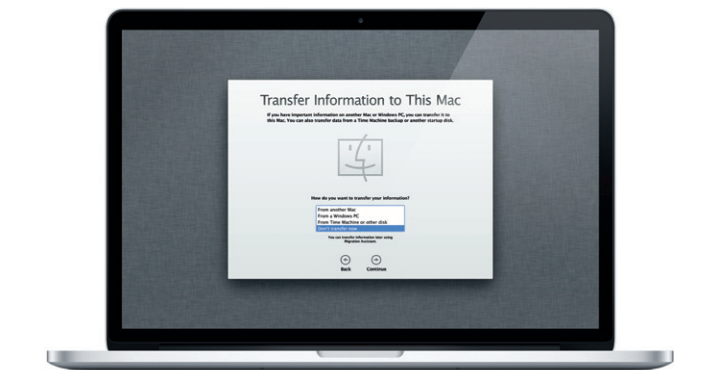 Transfer Information to This Mac
If you have important information on another Mac or Windows PC, you can transfer it to
this Mac. You can also transfer data from a Time Machine backup or another startup disk.
How do you want to transfer your information?
From another Mac
From a Windows PC
From Time Machine or other disk
Don't transfer now
You can transfer information later using
Migration Assistant.
Back Continue